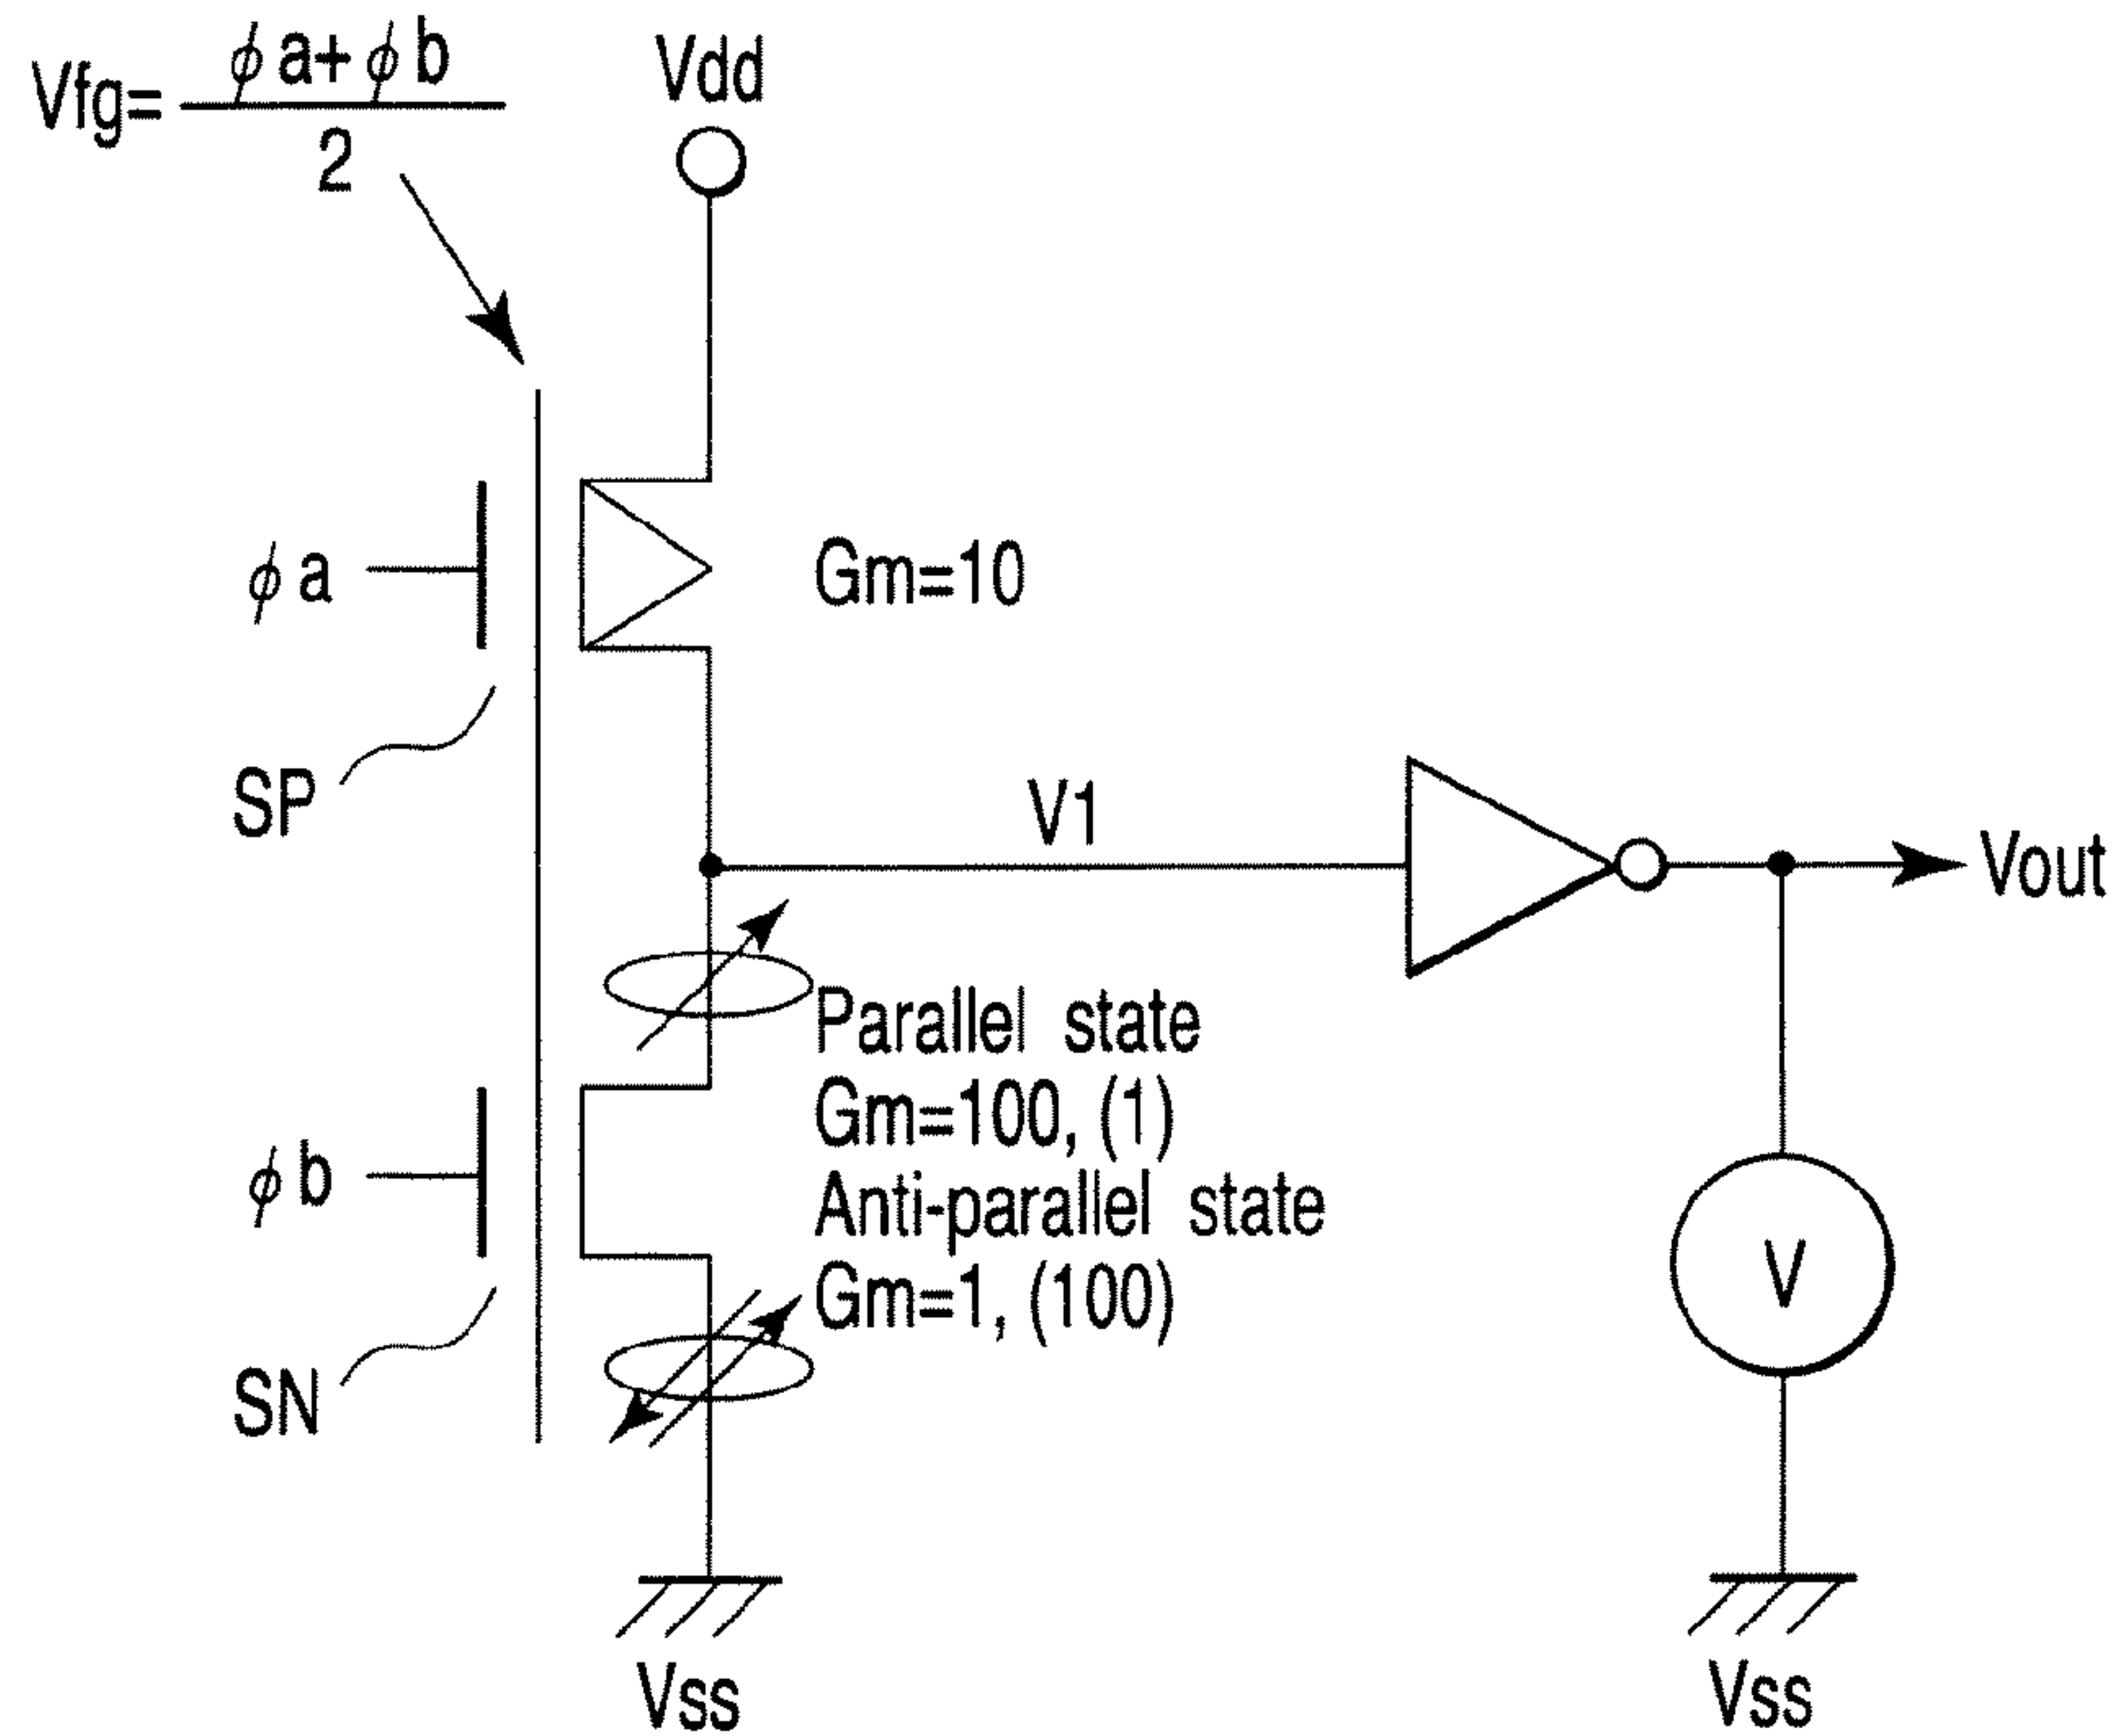 Vfg= ϕa+ϕb
2
Vdd
ϕa
Gm=10
SP
V1
Vout
Parallel state
Gm=100, (1)
ϕb
Anti-parallel state
Gm=1, (100)
V
SN
Vss
Vss